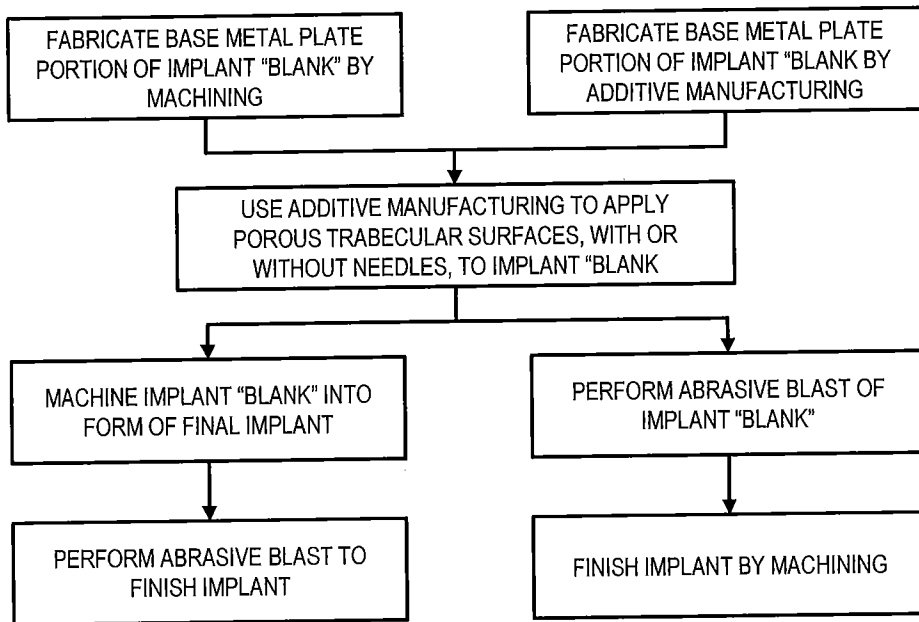 FABRICATE BASE METAL PLATE
PORTION OF IMPLANT “BLANK” BY
MACHINING
FABRICATE BASE METAL PLATE
PORTION OF IMPLANT “BLANK BY
ADDITIVE MANUFACTURING
USE ADDITIVE MANUFACTURING TO APPLY
POROUS TRABECULAR SURFACES, WITH OR
WITHOUT NEEDLES, TO IMPLANT “BLANK
MACHINE IMPLANT “BLANK” INTO
FORM OF FINAL IMPLANT
PERFORM ABRASIVE BLAST OF
IMPLANT “BLANK”
PERFORM ABRASIVE BLAST TO
FINISH IMPLANT
FINISH IMPLANT BY MACHINING